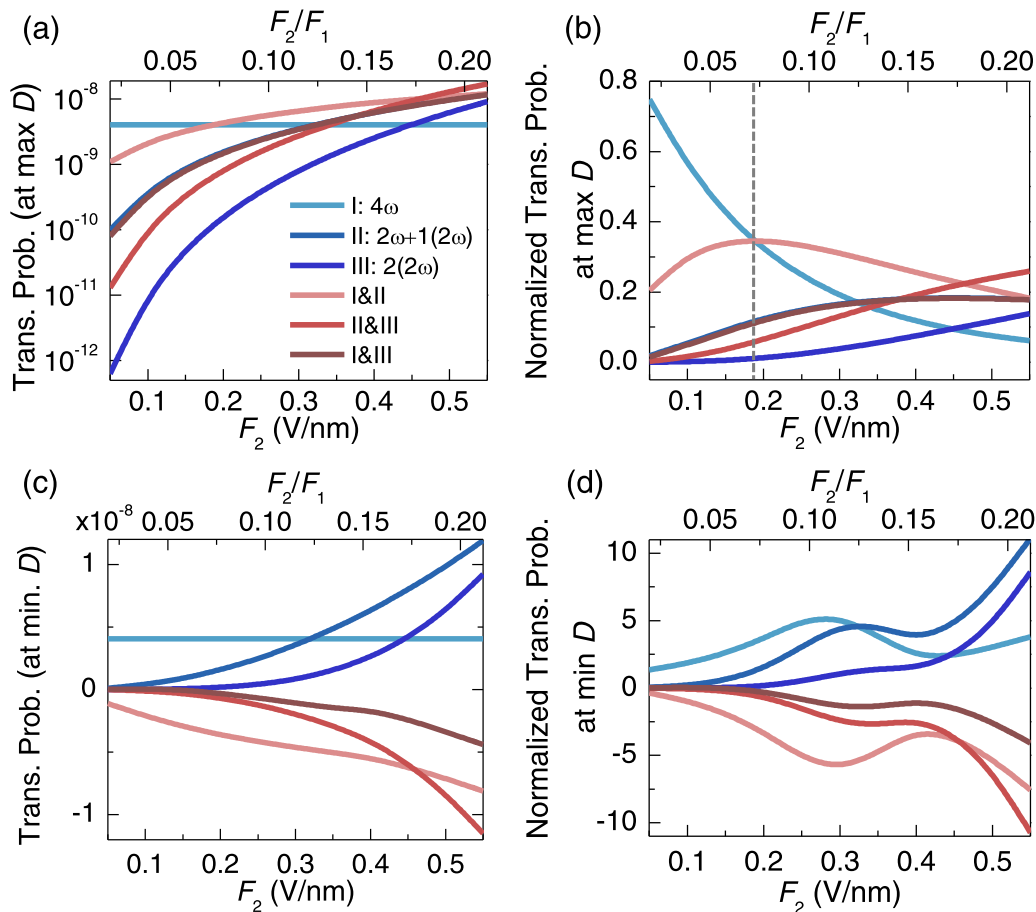 (a)
F₂/F₁
0.05 0.10 0.15 0.20
Trans. Prob. (at max D)
10⁻⁸
10⁻⁹
10⁻¹⁰
10⁻¹¹
10⁻¹²
I: 4ω
II: 2ω+1(2ω)
III: 2(2ω)
I&II
II&III
I&III
0.1 0.2 0.3 0.4 0.5
F₂ (V/nm)
(b)
F₂/F₁
0.05 0.10 0.15 0.20
Normalized Trans. Prob.
at max D
0.8
0.6
0.4
0.2
0.0
0.1 0.2 0.3 0.4 0.5
F₂ (V/nm)
(c)
F₂/F₁
x10⁻⁸ 0.05 0.10 0.15 0.20
Trans. Prob. (at min. D)
1
0
-1
0.1 0.2 0.3 0.4 0.5
F₂ (V/nm)
(d)
F₂/F₁
0.05 0.10 0.15 0.20
Normalized Trans. Prob.
at min D
10
5
0
-5
-10
0.1 0.2 0.3 0.4 0.5
F₂ (V/nm)